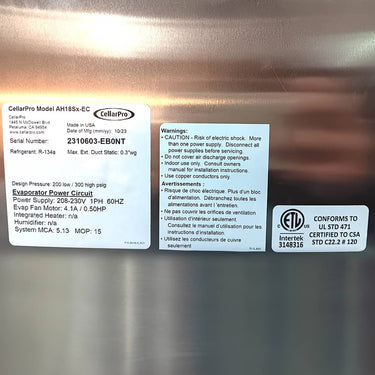 CellarPro Model AH18Sx-EC
CellarPro
CellarPro
1445 N McDowell Blvd
Petaluma, CA 94954
www.cellarpro.com
Made in USA
Date of Mfg (mm/yy): 10/23
Serial Number: 2310603-EB0NT
Refrigerant: R-134a Max. Ext. Duct Static: 0.3"wg
Design Pressure: 200 low / 300 high psig
Evaporator Power Circuit
Power Supply: 208-230V 1PH 60HZ
Evap Fan Motor: 4.1A / 0.50HP
Integrated Heater: n/a
Humidifier: n/a
System MCA: 5.13 MOP: 15
Warnings:
• CAUTION - Risk of electric shock. More
than one power supply. Disconnect all
power supplies before servicing.
• Do not cover air discharge openings.
• Indoor use only. Consult owners
manual for installation instructions.
• Use copper conductors only.
Avertissements :
• Risque de choc électrique. Plus d'un bloc
d'alimentation. Débranchez toutes les
alimentations avant l' entretien.
• Ne couvrez pas les ouvertures d'aération.
• Utilisation d'intérieur seulement.
Consultez le manuel d'utilisation pour les
instructions d'installation.
• Utilisez les conducteurs de cuivre
seulement
ETL
CM
LISTED
US
Intertek
3148316
CONFORMS TO
UL STD 471
CERTIFIED TO CSA
STD C22.2 # 120